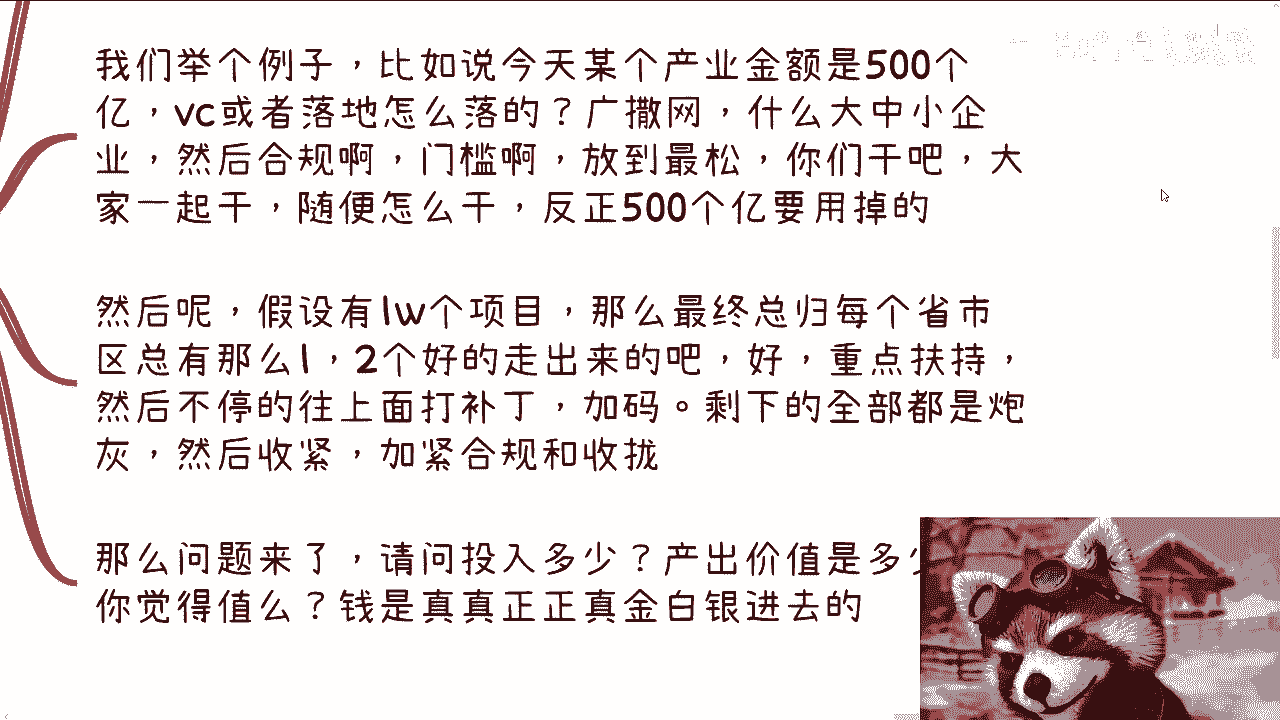 我们举个例子，比如说今天某个产业金额是500个
亿，vc或者落地怎么落的？广撒网，什么大中小企
业，然后合规啊，门槛啊，放到最松，你们干吧，大
家一起干，随便怎么干，反正500个亿要用掉的
然后呢，假设有1w个项目，那么最终总归每个省市
区总有那么1，2个好的走出来的吧，好，重点扶持，
然后不停的往上面打补丁，加码。剩下的全部都是炮
灰，然后收紧，加紧合规和收拢
那么问题来了，请问投入多少？产出价值是多
你觉得值么？钱是真真正正真金白银进去的